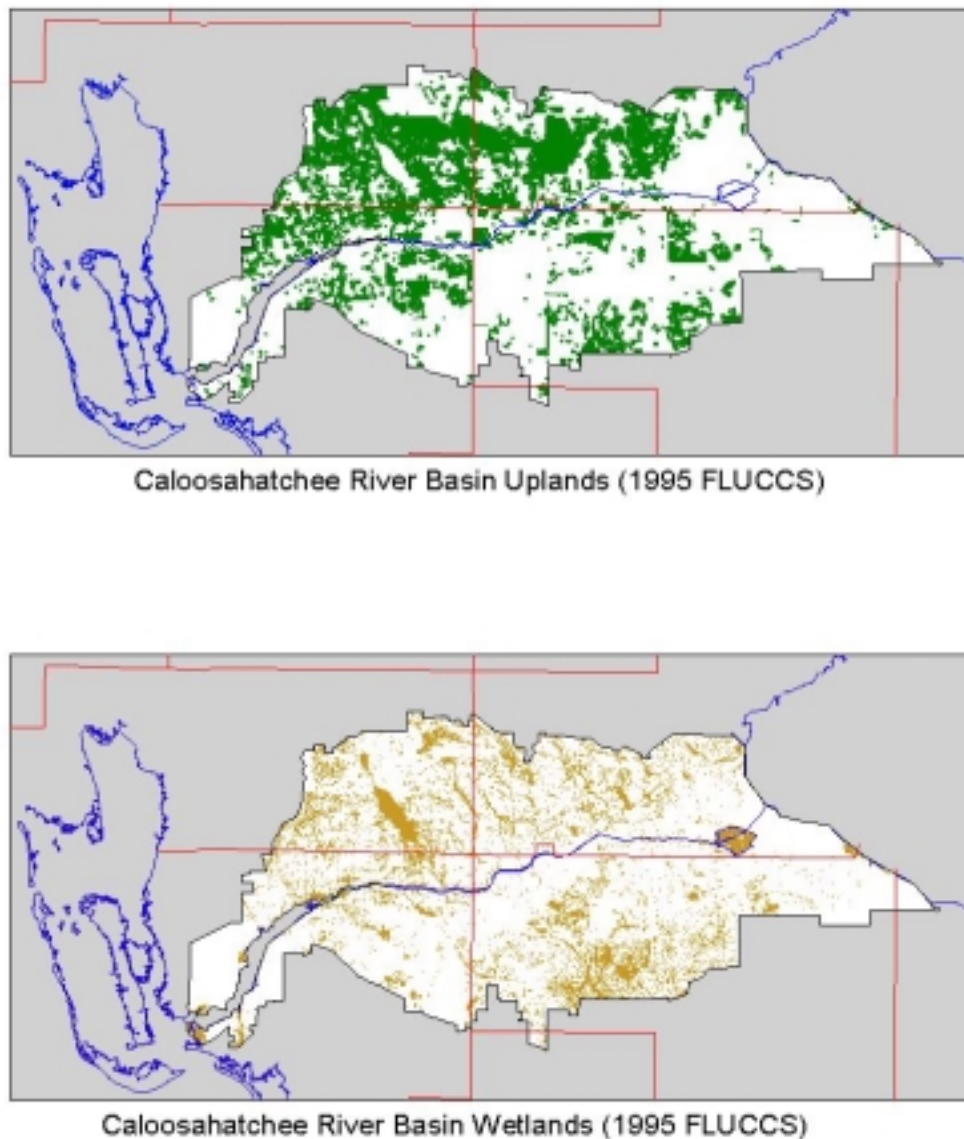 Caloosahatchee River Basin Uplands (1995 FLUCCS)
Caloosahatchee River Basin Wetlands (1995 FLUCCS)